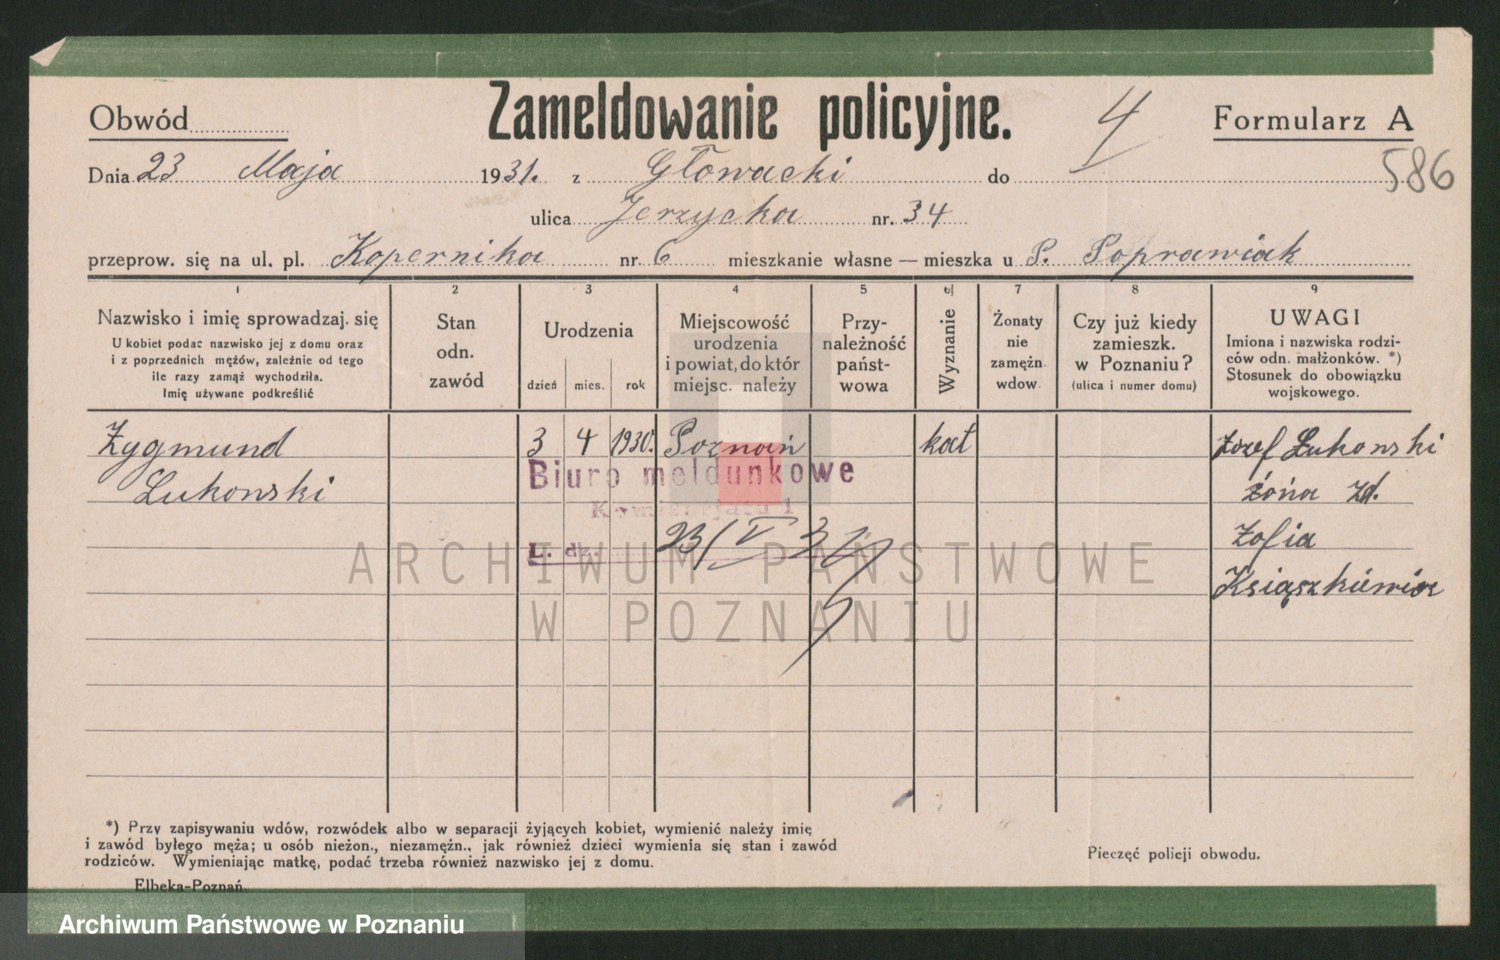 Zameldowanie policyjne.
Obwód
4
Formularz A
586
Dnia 23 Maja 1931. z Głowacki do
ulica Jerzycka nr. 34
przeprow. się na ul. pl. Kopernika nr 6 mieszkanie własne — mieszka u P. Poprawiak
1 2 3 4 5 6 7 8 9
Nazwisko i imię sprowadzaj. się
U kobiet podac nazwisko jej z domu oraz
i z poprzednich mężów, zależnie od tego
ile razy zamąż wychodziła.
Imię używane podkreślić
Stan
odn.
zawód
Urodzenia
dzień mies. rok
Miejscowość
urodzenia
i powiat, do któr
miejsc. należy
Przy-
należność
państ-
wowa
Wyznanie
Żonaty
nie
zamężn.
wdow.
Czy już kiedy
zamieszk.
w Poznaniu?
(ulica i numer domu)
UWAGI
Imiona i nazwiska rodzi-
ców odn. małżonków. *)
Stosunek do obowiązku
wojskowego.
Zygmund 3 4 1930. Poznań kat Józef Łukowski
Łukowski żona zd.
Zofia
Książkiewicz
Biuro meldunkowe
Komisarjatu 1
L. dz. 23/V 31
ARCHIWUM PAŃSTWOWE
W POZNANIU
*) Przy zapisywaniu wdów, rozwódek albo w separacji żyjących kobiet, wymienić należy imię
i zawód byłego męża; u osób nieżon., niezamężn., jak również dzieci wymienia się stan i zawód
rodziców. Wymieniając matkę, podać trzeba również nazwisko jej z domu.
Pieczęć policji obwodu.
Elbeka-Poznań.
Archiwum Państwowe w Poznaniu